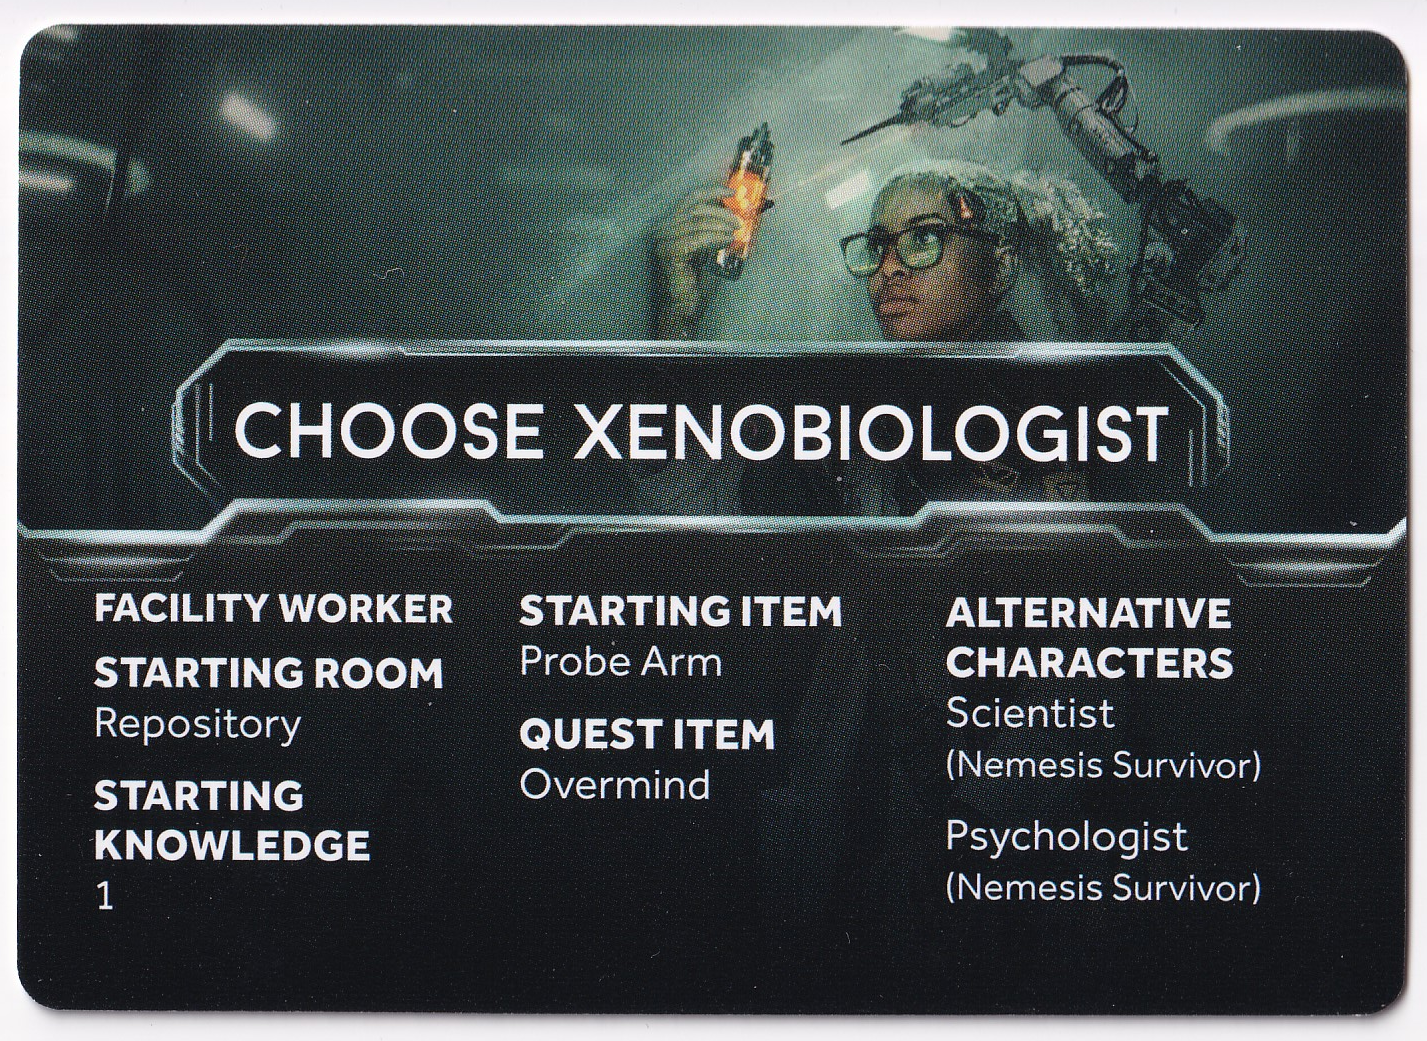 CHOOSE XENOBIOLOGIST
FACILITY WORKER
STARTING ROOM
Repository
STARTING
KNOWLEDGE
1
STARTING ITEM
Probe Arm
QUEST ITEM
Overmind
ALTERNATIVE
CHARACTERS
Scientist
(Nemesis Survivor)
Psychologist
(Nemesis Survivor)